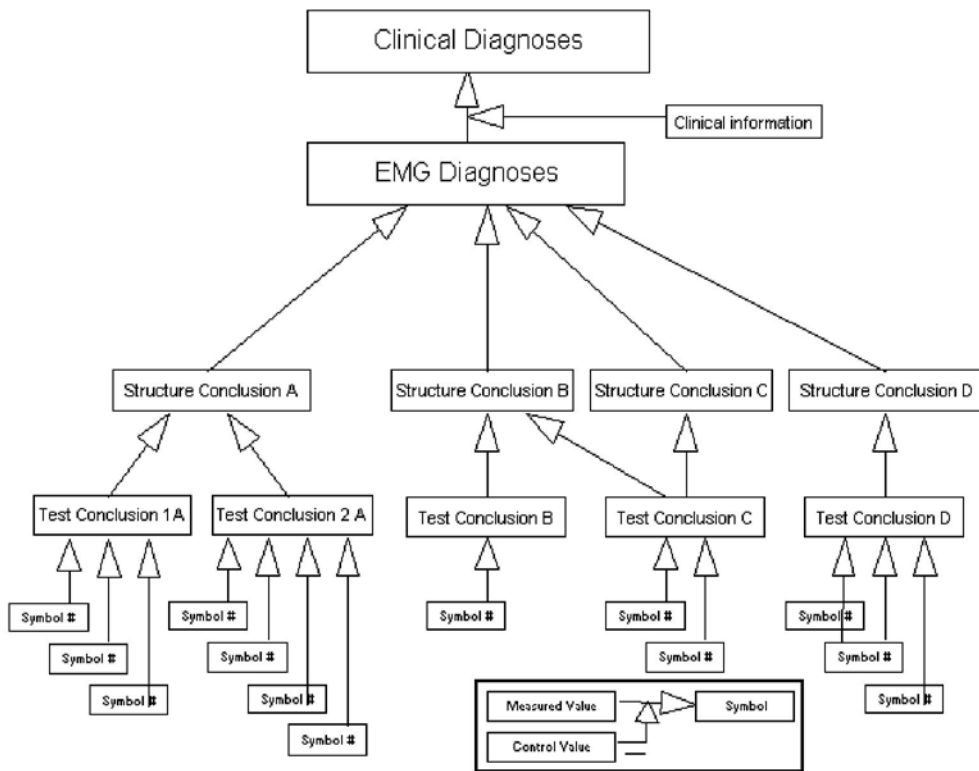 Clinical Diagnoses
Clinical information
EMG Diagnoses
Structure Conclusion A
Structure Conclusion B
Structure Conclusion C
Structure Conclusion D
Test Conclusion 1 A
Test Conclusion 2 A
Test Conclusion B
Test Conclusion C
Test Conclusion D
Symbol #
Symbol #
Symbol #
Symbol #
Symbol #
Symbol #
Symbol #
Symbol #
Symbol #
Symbol #
Symbol #
Symbol #
Symbol #
Measured Value
Symbol
Control Value